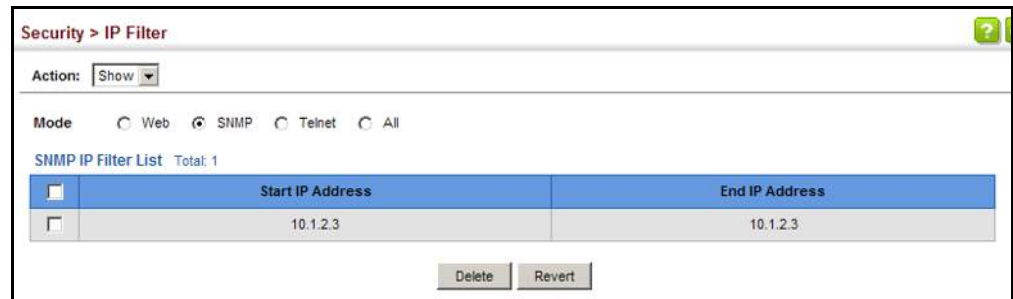 Security > IP Filter
?
Action: Show
Mode Web SNMP Telnet All
SNMP IP Filter List Total: 1
Start IP Address End IP Address
10.1.2.3 10.1.2.3
Delete Revert